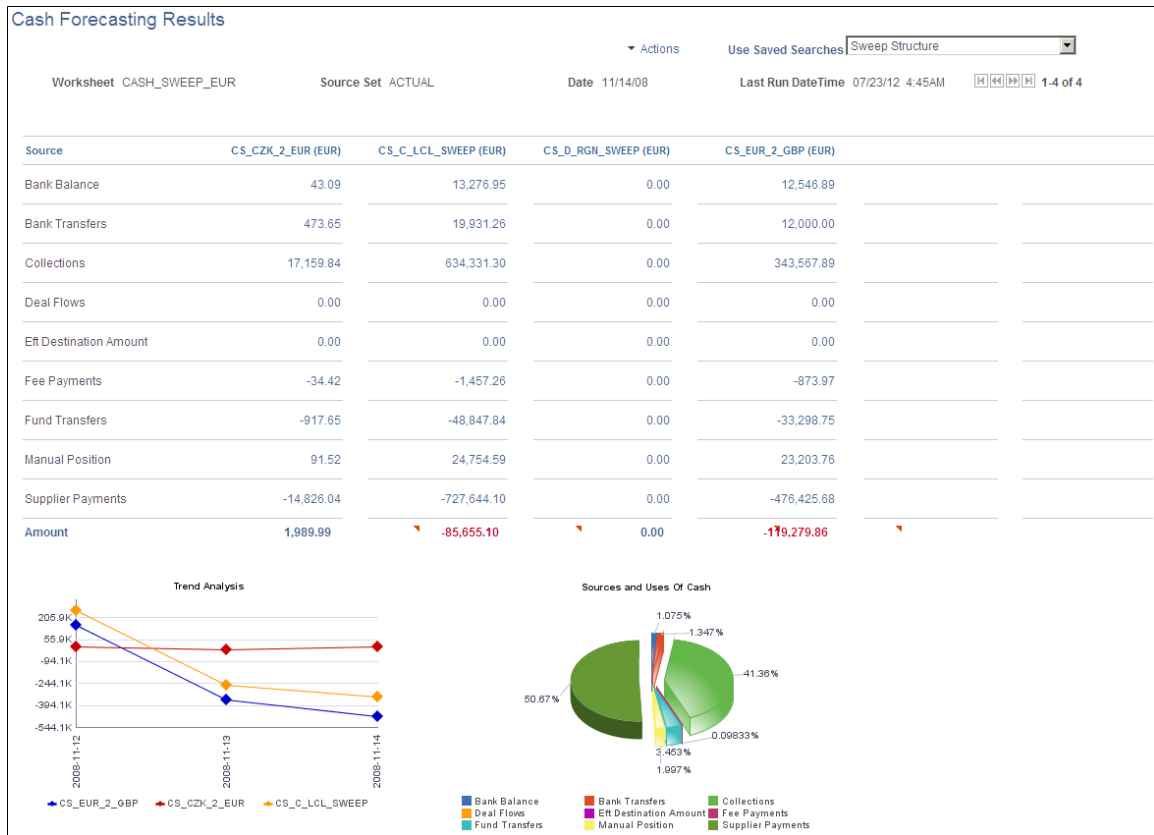 Cash Forecasting Results
Actions Use Saved Searches Sweep Structure
Worksheet CASH_SWEEP_EUR Source Set ACTUAL Date 11/14/08 Last Run DateTime 07/23/12 4:45AM 1-4 of 4
Source CS_CZK_2_EUR (EUR) CS_C_LCL_SWEEP (EUR) CS_D_RGN_SWEEP (EUR) CS_EUR_2_GBP (EUR)
Bank Balance 43.09 13,276.95 0.00 12,546.89
Bank Transfers 473.65 19,931.26 0.00 12,000.00
Collections 17,159.84 634,331.30 0.00 343,567.89
Deal Flows 0.00 0.00 0.00 0.00
Eft Destination Amount 0.00 0.00 0.00 0.00
Fee Payments -34.42 -1,457.26 0.00 -873.97
Fund Transfers -917.65 -48,847.84 0.00 -33,298.75
Manual Position 91.52 24,754.59 0.00 23,203.76
Supplier Payments -14,826.04 -727,644.10 0.00 -476,425.68
Amount 1,989.99 -85,655.10 0.00 -119,279.86
Trend Analysis
205.9K
55.9K
-94.1K
-244.1K
-394.1K
-544.1K
2008-11-12
2008-11-13
2008-11-14
CS_EUR_2_GBP CS_CZK_2_EUR CS_C_LCL_SWEEP
Sources and Uses Of Cash
1.075%
1.347%
41.36%
50.67%
0.09833%
3.453%
1.997%
Bank Balance Bank Transfers Collections
Deal Flows Eft Destination Amount Fee Payments
Fund Transfers Manual Position Supplier Payments